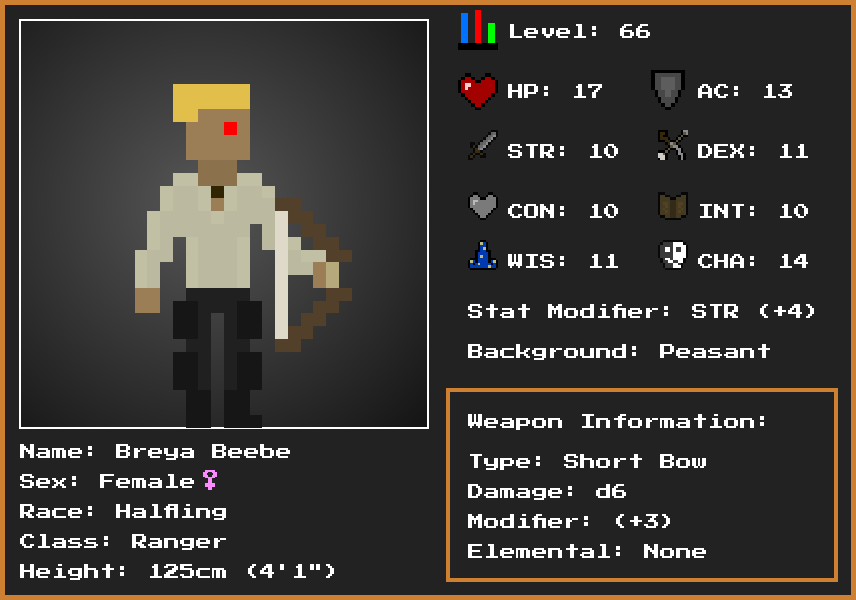 Level: 66
HP: 17
AC: 13
STR: 10
DEX: 11
CON: 10
INT: 10
WIS: 11
CHA: 14
Stat Modifier: STR (+4)
Background: Peasant
Weapon Information:
Type: Short Bow
Damage: d6
Modifier: (+3)
Elemental: None
Name: Breya Beebe
Sex: Female♀
Race: Halfling
Class: Ranger
Height: 125cm (4'1")